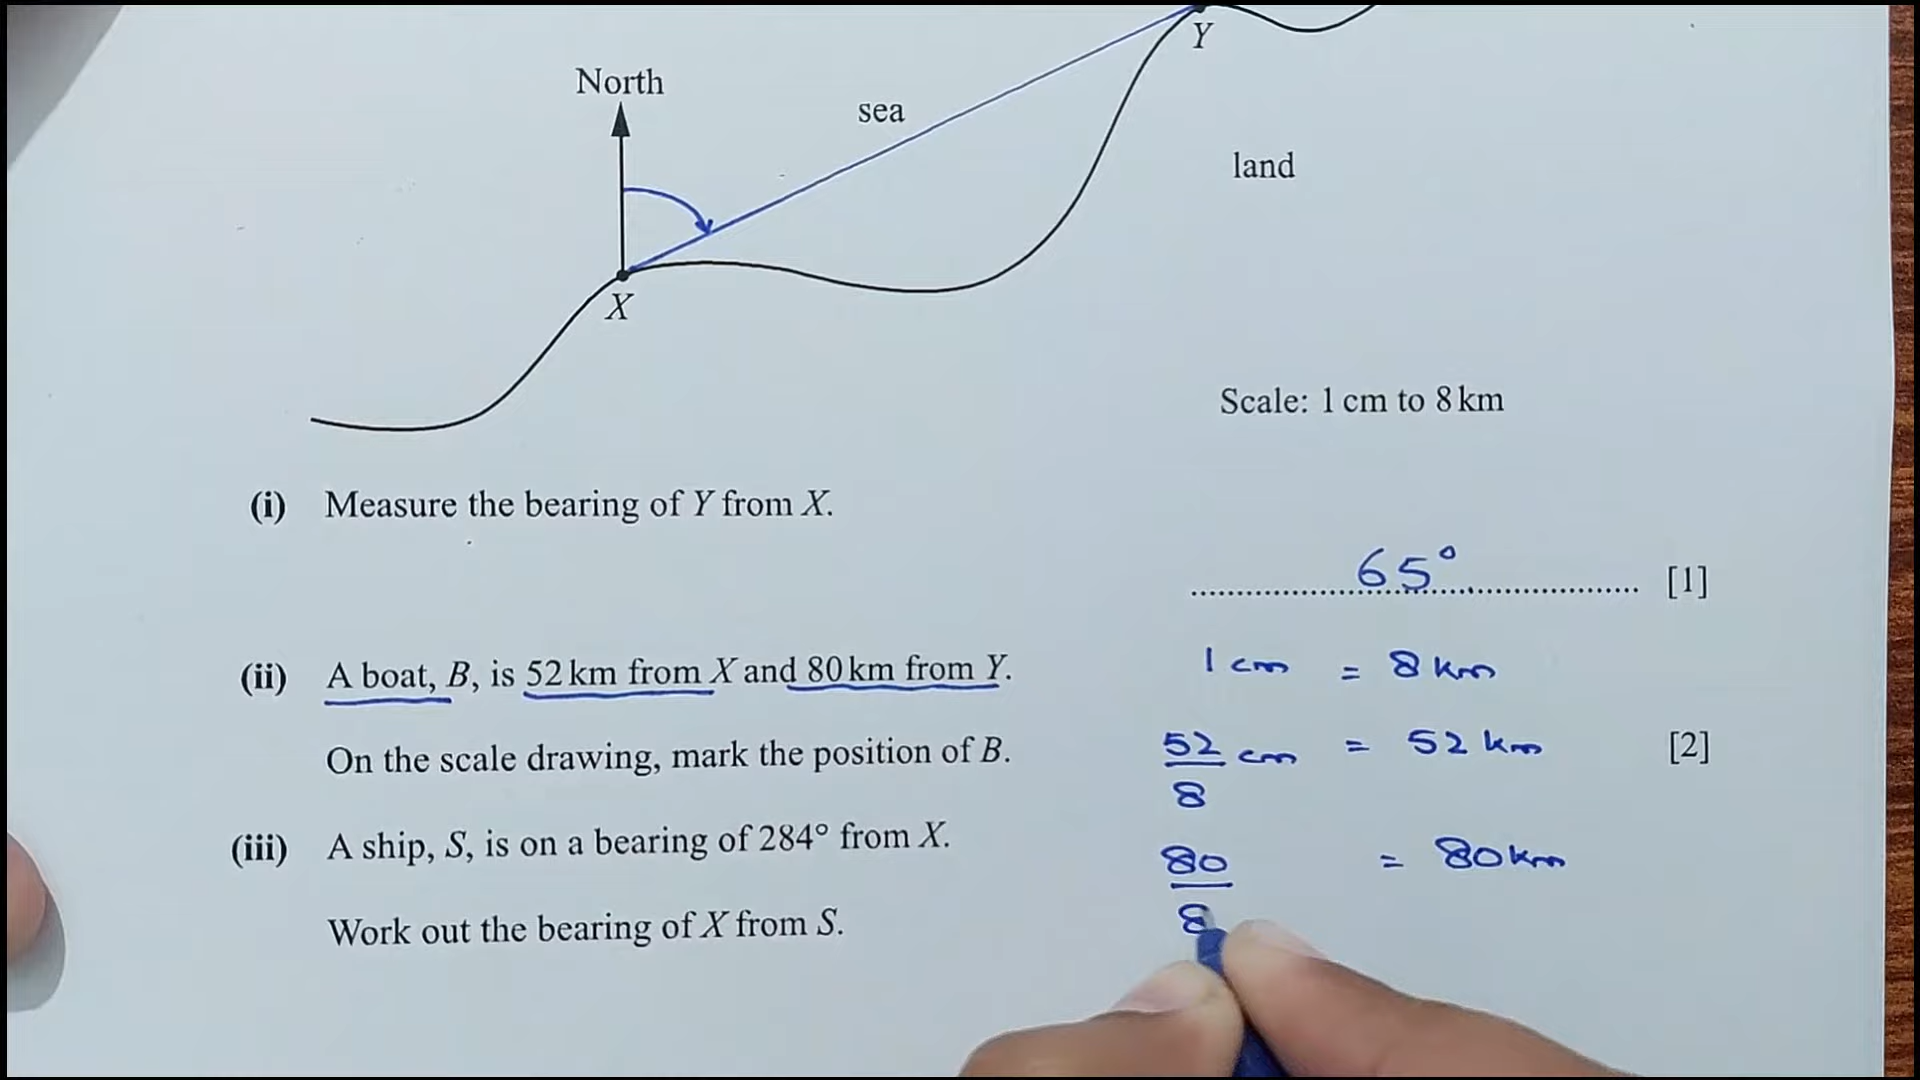 Y
North
sea
land
X
Scale: 1 cm to 8 km
(i) Measure the bearing of Y from X.
65° [1]
(ii) A boat, B, is 52 km from X and 80 km from Y.
1 cm = 8 km
On the scale drawing, mark the position of B.
52/8 cm = 52 km [2]
(iii) A ship, S, is on a bearing of 284° from X.
80/8 = 80 km
Work out the bearing of X from S.